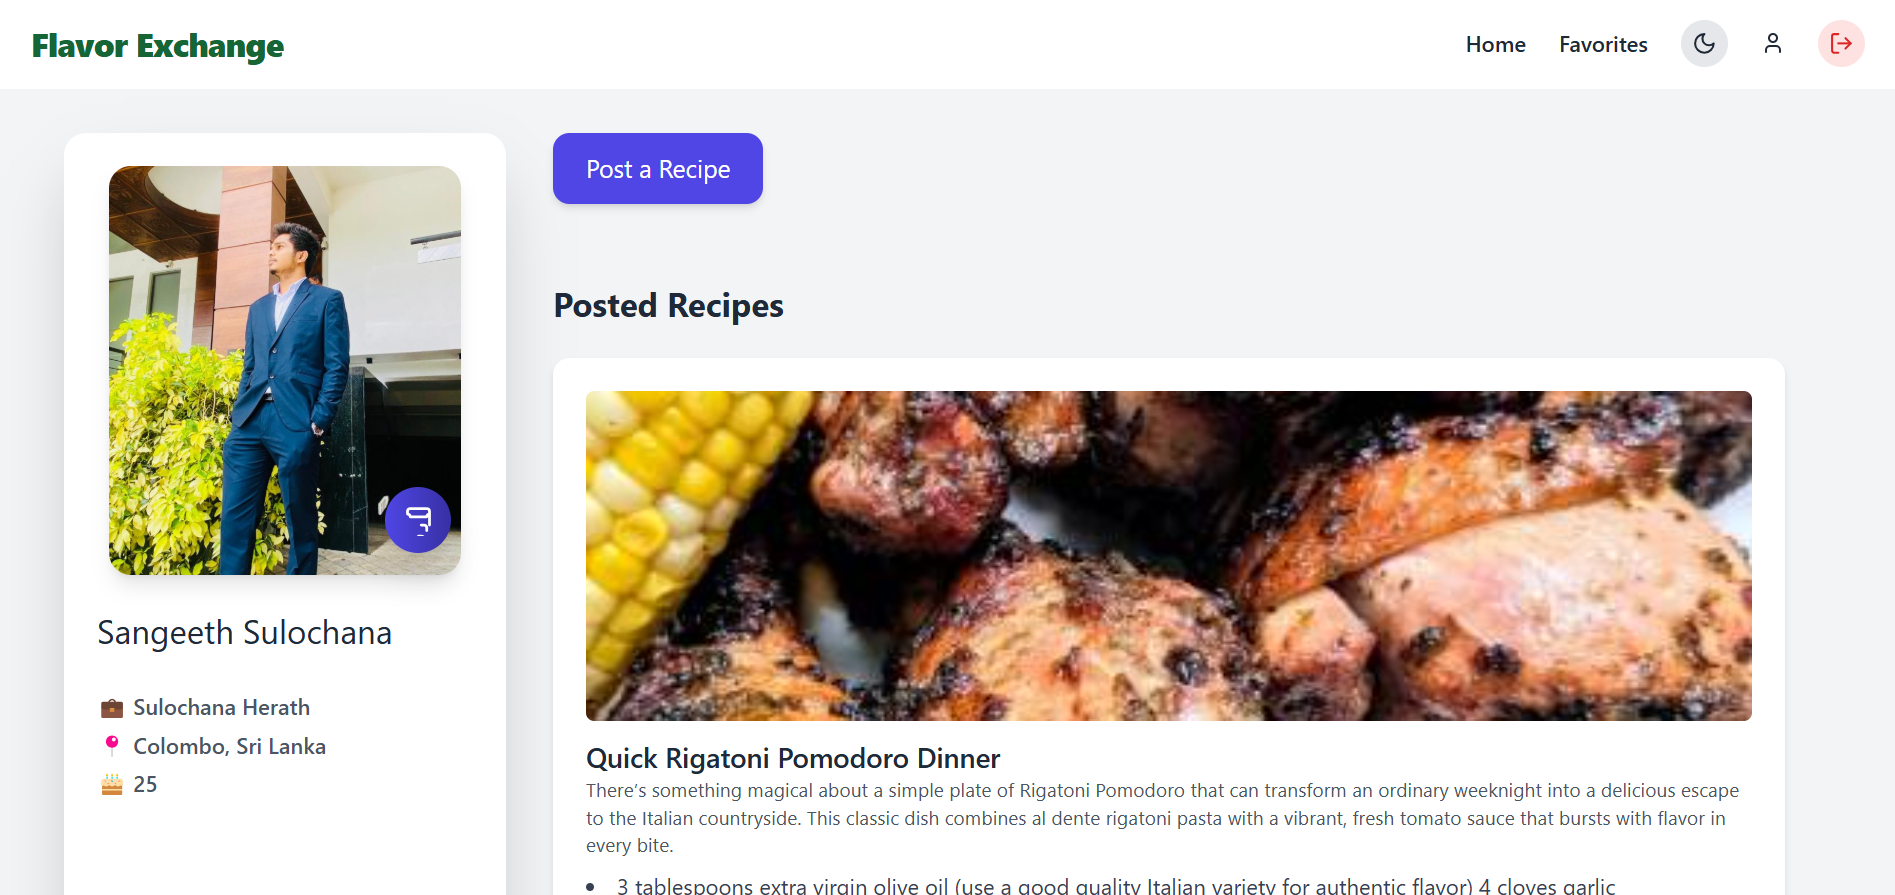 Flavor Exchange
Home
Favorites
Post a Recipe
Sangeeth Sulochana
Sulochana Herath
Colombo, Sri Lanka
25
Posted Recipes
Quick Rigatoni Pomodoro Dinner
There’s something magical about a simple plate of Rigatoni Pomodoro that can transform an ordinary weeknight into a delicious escape
to the Italian countryside. This classic dish combines al dente rigatoni pasta with a vibrant, fresh tomato sauce that bursts with flavor in
every bite.
• 3 tablespoons extra virgin olive oil (use a good quality Italian variety for authentic flavor) 4 cloves garlic